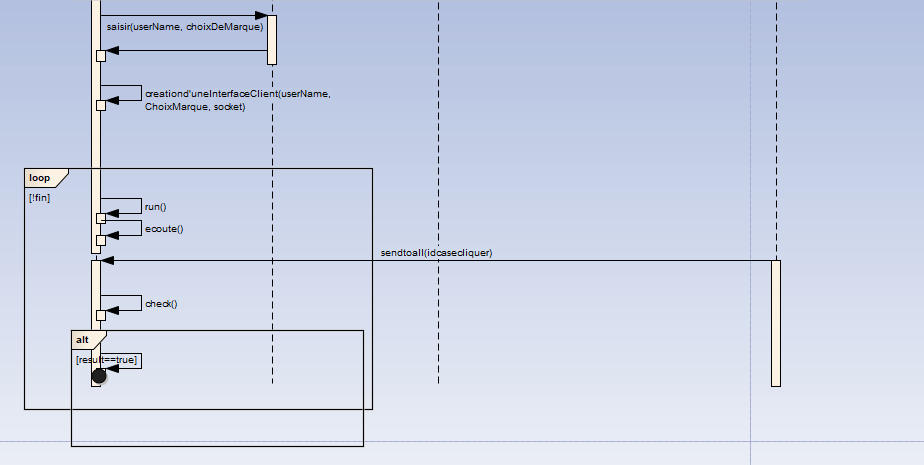 saisir(userName, choixDeMarque)
creationd'uneInterfaceClient(userName,
ChoixMarque, socket)
loop
[!fin]
run()
ecoute()
sendtoall(idcasecliquer)
check()
alt
[result==true]